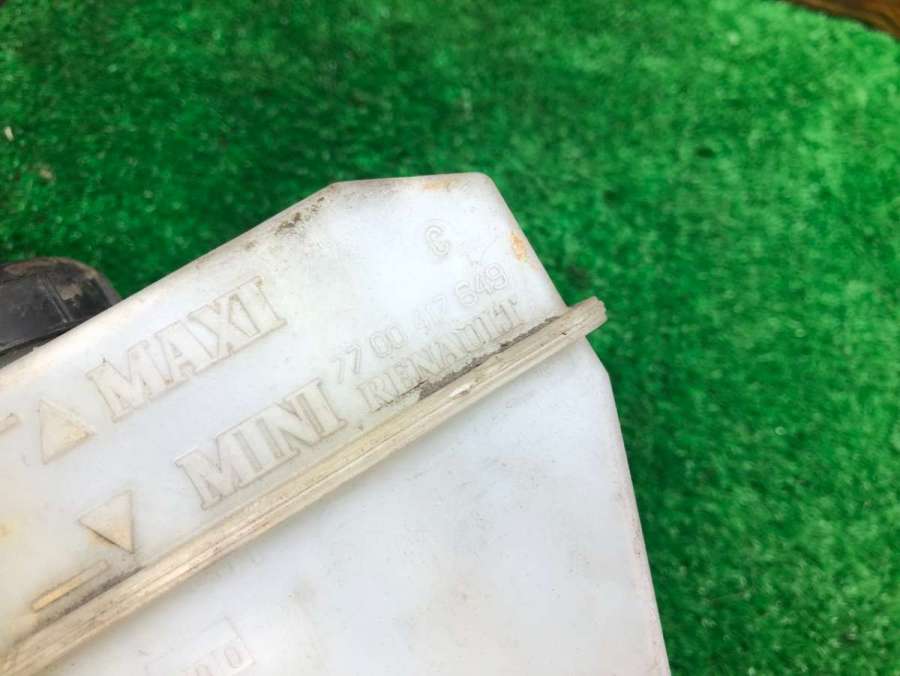 C
MAXI
77 00 417 649
MINI RENAULT